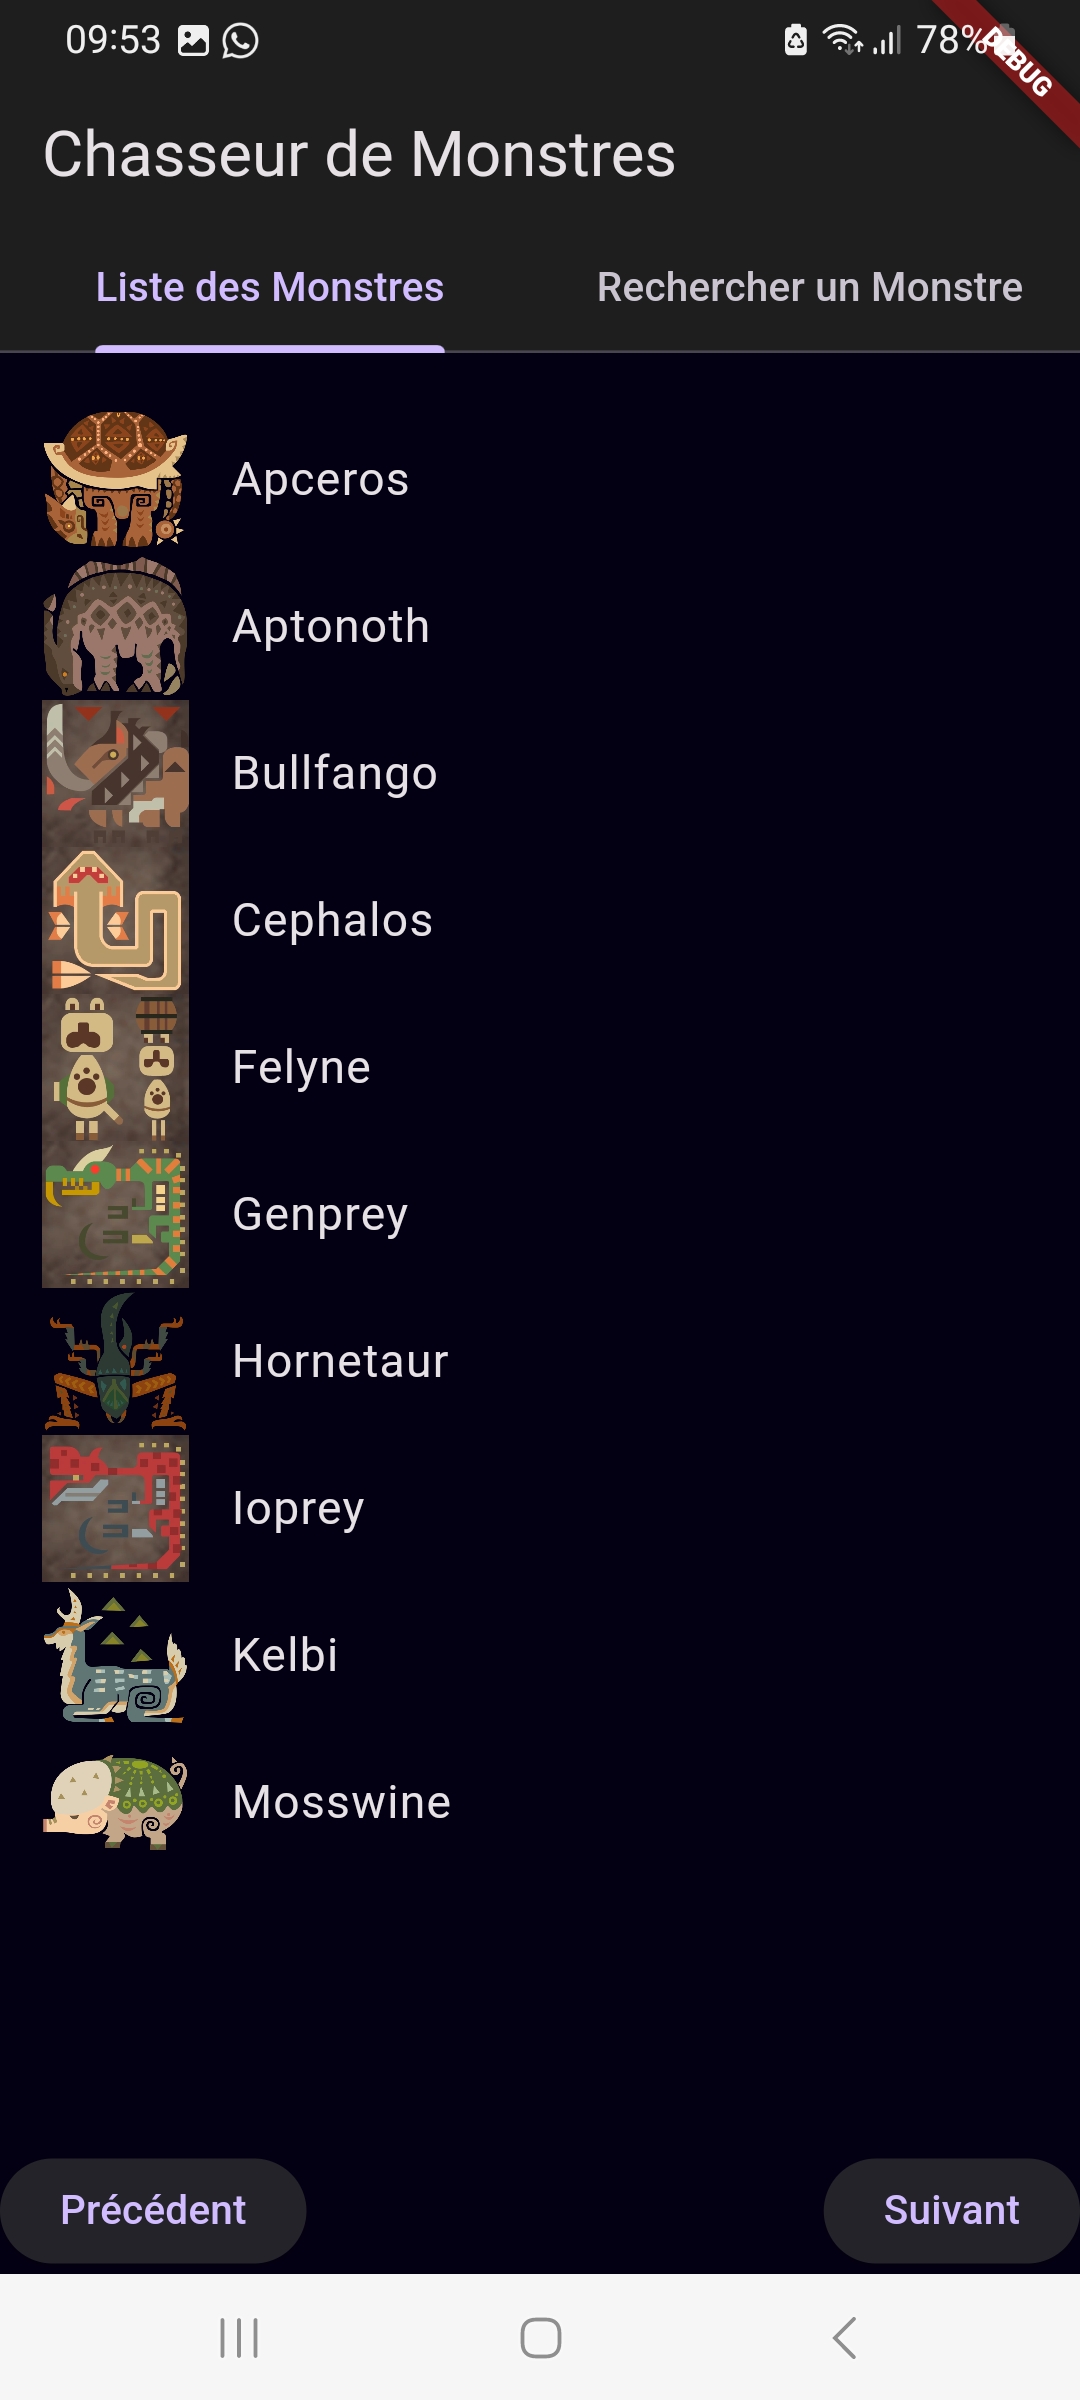 09:53
78%
DEBUG
Chasseur de Monstres
Liste des Monstres
Rechercher un Monstre
Apceros
Aptonoth
Bullfango
Cephalos
Felyne
Genprey
Hornetaur
Ioprey
Kelbi
Mosswine
Précédent
Suivant